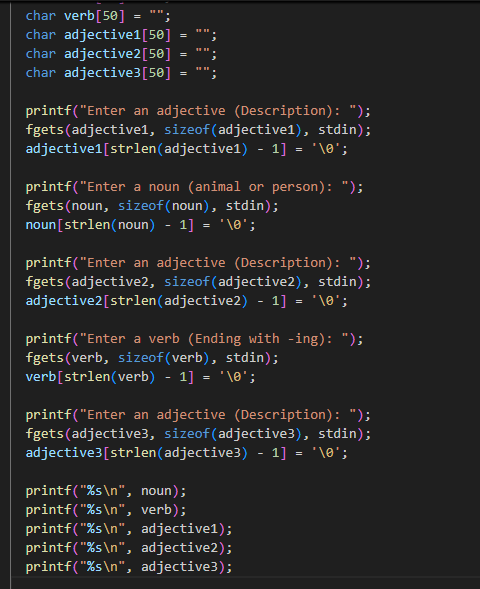 char verb[50] = "";
char adjective1[50] = "";
char adjective2[50] = "";
char adjective3[50] = "";
printf("Enter an adjective (Description): ");
fgets(adjective1, sizeof(adjective1), stdin);
adjective1[strlen(adjective1) - 1] = '\0';
printf("Enter a noun (animal or person): ");
fgets(noun, sizeof(noun), stdin);
noun[strlen(noun) - 1] = '\0';
printf("Enter an adjective (Description): ");
fgets(adjective2, sizeof(adjective2), stdin);
adjective2[strlen(adjective2) - 1] = '\0';
printf("Enter a verb (Ending with -ing): ");
fgets(verb, sizeof(verb), stdin);
verb[strlen(verb) - 1] = '\0';
printf("Enter an adjective (Description): ");
fgets(adjective3, sizeof(adjective3), stdin);
adjective3[strlen(adjective3) - 1] = '\0';
printf("%s\n", noun);
printf("%s\n", verb);
printf("%s\n", adjective1);
printf("%s\n", adjective2);
printf("%s\n", adjective3);